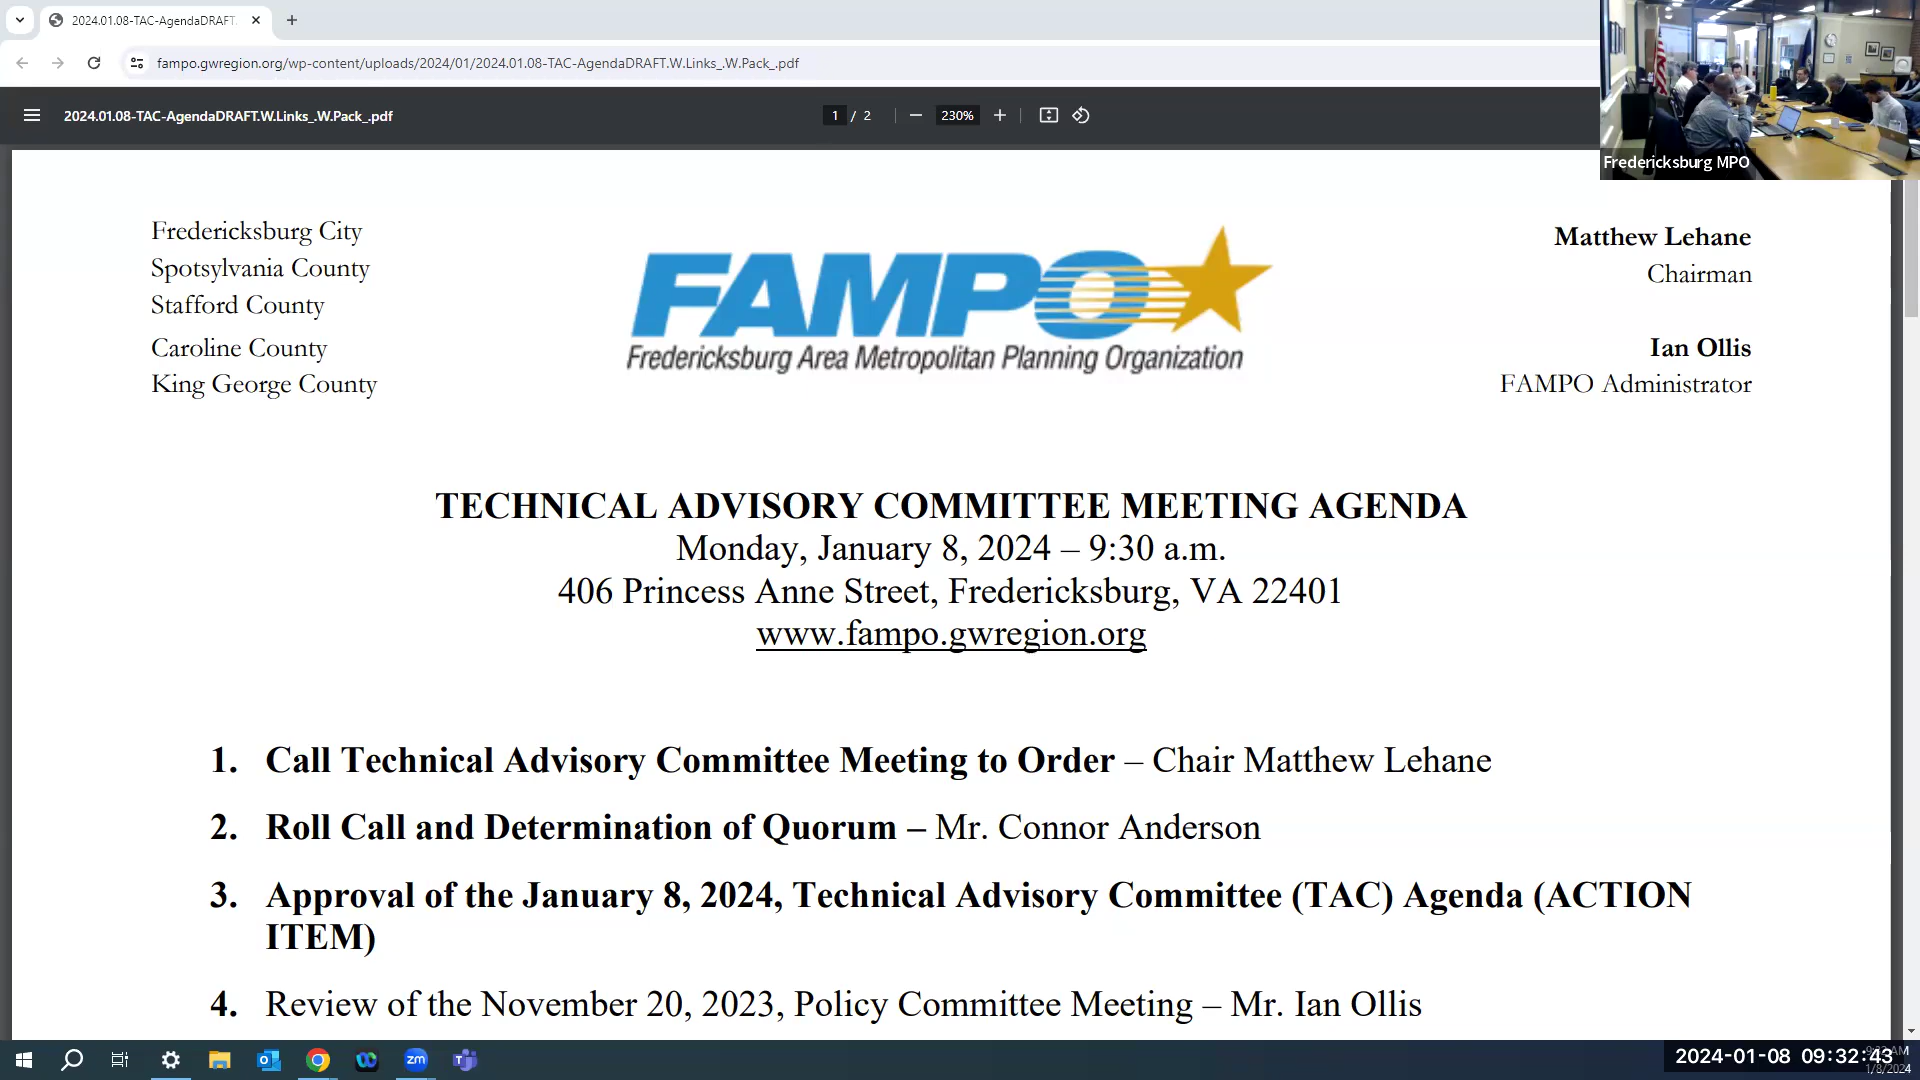 2024.01.08-TAC-AgendaDRAFT.
fampo.gwregion.org/wp-content/uploads/2024/01/2024.01.08-TAC-AgendaDRAFT.W.Links_.W.Pack_.pdf
2024.01.08-TAC-AgendaDRAFT.W.Links_.W.Pack_.pdf
1 / 2
230%
Fredericksburg MPO
Fredericksburg City
Spotsylvania County
Stafford County
Caroline County
King George County
FAMPO
Fredericksburg Area Metropolitan Planning Organization
Matthew Lehane
Chairman
Ian Ollis
FAMPO Administrator
TECHNICAL ADVISORY COMMITTEE MEETING AGENDA
Monday, January 8, 2024 – 9:30 a.m.
406 Princess Anne Street, Fredericksburg, VA 22401
www.fampo.gwregion.org
1. Call Technical Advisory Committee Meeting to Order – Chair Matthew Lehane
2. Roll Call and Determination of Quorum – Mr. Connor Anderson
3. Approval of the January 8, 2024, Technical Advisory Committee (TAC) Agenda (ACTION
ITEM)
4. Review of the November 20, 2023, Policy Committee Meeting – Mr. Ian Ollis
zm
2024-01-08 09:32:43
1/8/2024